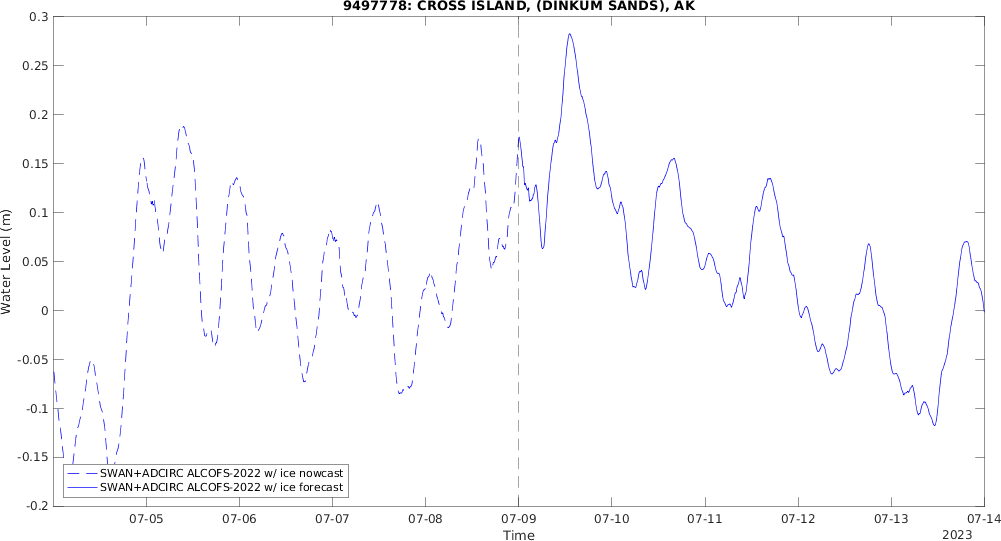 9497778: CROSS ISLAND, (DINKUM SANDS), AK
0.3
0.25
0.2
0.15
0.1
0.05
0
-0.05
-0.1
-0.15
-0.2
Water Level (m)
SWAN+ADCIRC ALCOFS-2022 w/ ice nowcast
SWAN+ADCIRC ALCOFS-2022 w/ ice forecast
07-05 07-06 07-07 07-08 07-09 07-10 07-11 07-12 07-13 07-14
Time
2023